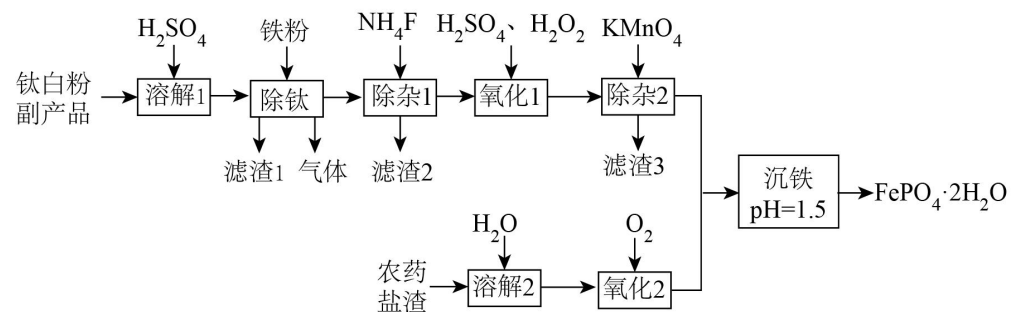 H₂SO₄
铁粉
NH₄F
H₂SO₄、H₂O₂
KMnO₄
钛白粉
副产品
溶解1
除钛
除杂1
氧化1
除杂2
滤渣1
气体
滤渣2
滤渣3
沉铁
pH=1.5
FePO₄·2H₂O
H₂O
O₂
农药
盐渣
溶解2
氧化2